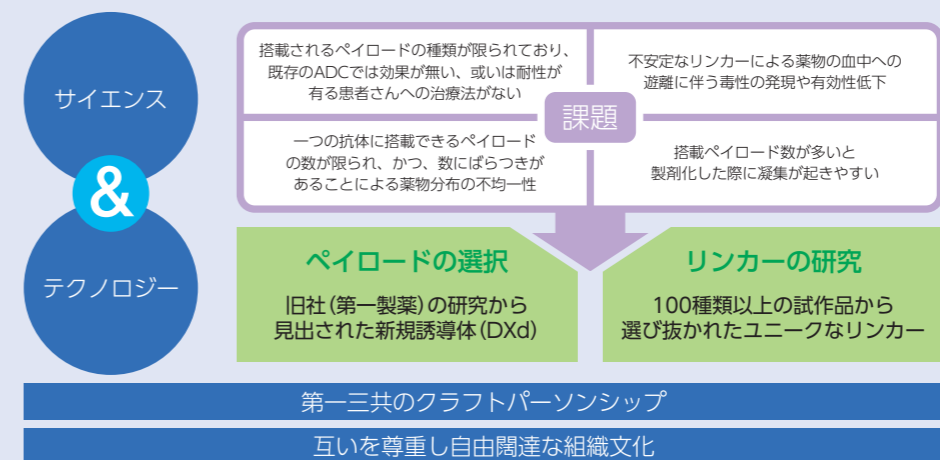 サイエンス
&
テクノロジー
搭載されるペイロードの種類が限られており、
既存のADCでは効果が無い、或いは耐性が
有る患者さんへの治療法がない
不安定なリンカーによる薬物の血中への
遊離に伴う毒性の発現や有効性低下
課題
一つの抗体に搭載できるペイロード
の数が限られ、かつ、数にばらつきが
あることによる薬物分布の不均一性
搭載ペイロード数が多いと
製剤化した際に凝集が起きやすい
ペイロードの選択
旧社(第一製薬)の研究から
見出された新規誘導体(DXd)
リンカーの研究
100種類以上の試作品から
選び抜かれたユニークなリンカー
第一三共のクラフトパーソンシップ
互いを尊重し自由闊達な組織文化